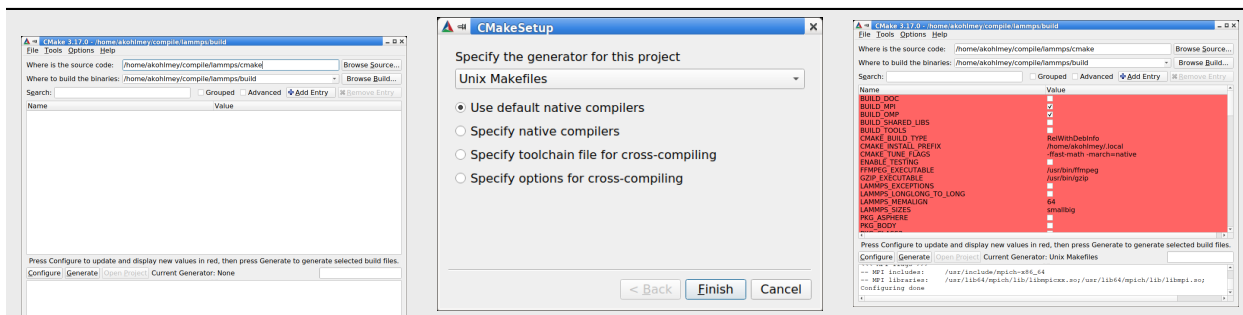 CMake 3.17.0 - /home/akohlmey/compile/lammps/build
File Tools Options Help
Where is the source code: /home/akohlmey/compile/lammps/cmake Browse Source...
Where to build the binaries: /home/akohlmey/compile/lammps/build Browse Build...
Search: Grouped Advanced Add Entry Remove Entry
Name Value
Press Configure to update and display new values in red, then press Generate to generate selected build files.
Configure Generate Open Project Current Generator: None
CMakeSetup
Specify the generator for this project
Unix Makefiles
Use default native compilers
Specify native compilers
Specify toolchain file for cross-compiling
Specify options for cross-compiling
< Back Finish Cancel
CMake 3.17.0 - /home/akohlmey/compile/lammps/build
File Tools Options Help
Where is the source code: /home/akohlmey/compile/lammps/cmake Browse Source...
Where to build the binaries: /home/akohlmey/compile/lammps/build Browse Build...
Search: Grouped Advanced Add Entry Remove Entry
Name Value
BUILD_DOC
BUILD_MPI
BUILD_OMP
BUILD_SHARED_LIBS
BUILD_TOOLS
CMAKE_BUILD_TYPE RelWithDebInfo
CMAKE_INSTALL_PREFIX /home/akohlmey/.local
CMAKE_TUNE_FLAGS -ffast-math -march=native
ENABLE_TESTING
FFMPEG_EXECUTABLE /usr/bin/ffmpeg
GZIP_EXECUTABLE /usr/bin/gzip
LAMMPS_EXCEPTIONS
LAMMPS_LONGLONG_TO_LONG
LAMMPS_MEMALIGN 64
LAMMPS_SIZES smallbig
PKG_ASPHERE
PKG_BODY
Press Configure to update and display new values in red, then press Generate to generate selected build files.
Configure Generate Open Project Current Generator: Unix Makefiles
-- MPI includes: /usr/include/mpich-x86_64
-- MPI libraries: /usr/lib64/mpich/lib/libmpicxx.so;/usr/lib64/mpich/lib/libmpi.so;
Configuring done